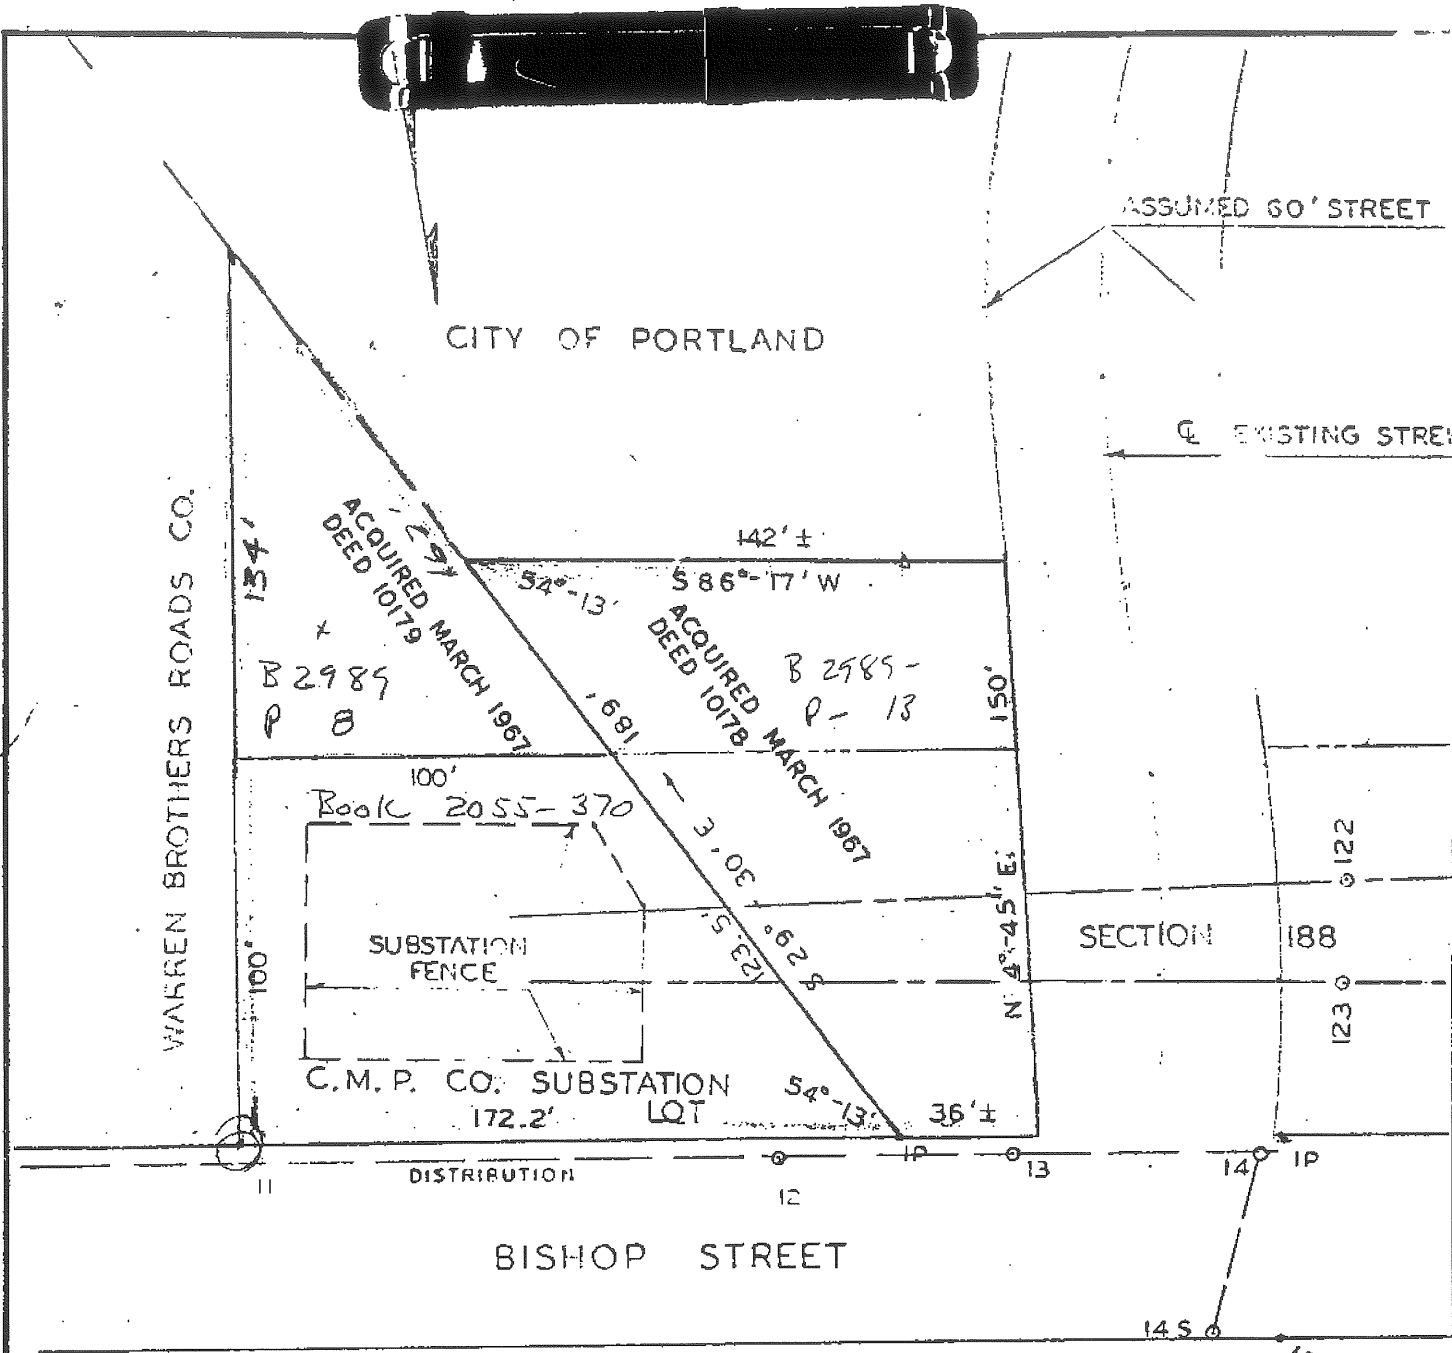 ASSUMED 60' STREET
CITY OF PORTLAND
℄ EXISTING STREE
WARREN BROTHERS ROADS CO.
134'
142' ±
S 86°-17' W
54°-13'
ACQUIRED MARCH 1967
DEED 10179
ACQUIRED MARCH 1967
DEED 10178
B 2989
P 8
B 2989-
P- 13
150'
189'
100'
Book 2055-370
S 29° - 30' E
123.5'
N 4°-45' E
122
SECTION 188
123
SUBSTATION
FENCE
100'
C.M.P. CO. SUBSTATION
LOT
172.2'
54°-13'
36'±
DISTRIBUTION
11
12
IP
13
14
IP
BISHOP STREET
14 S